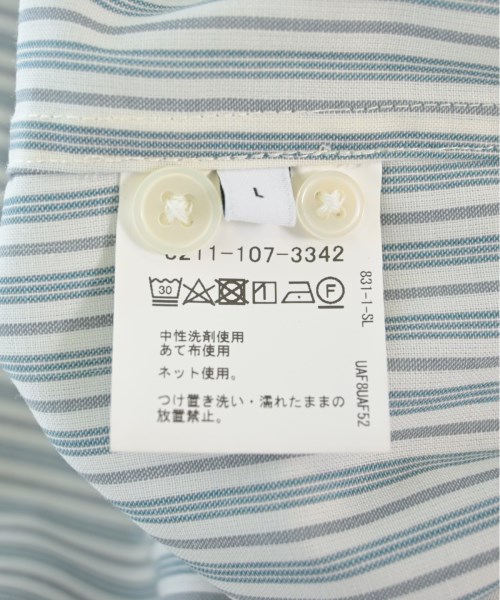 L
0211-107-3342
30
F
中性洗剤使用
あて布使用
ネット使用。
つけ置き洗い・濡れたままの
放置禁止。
831-1-SL
UAF8UAF52